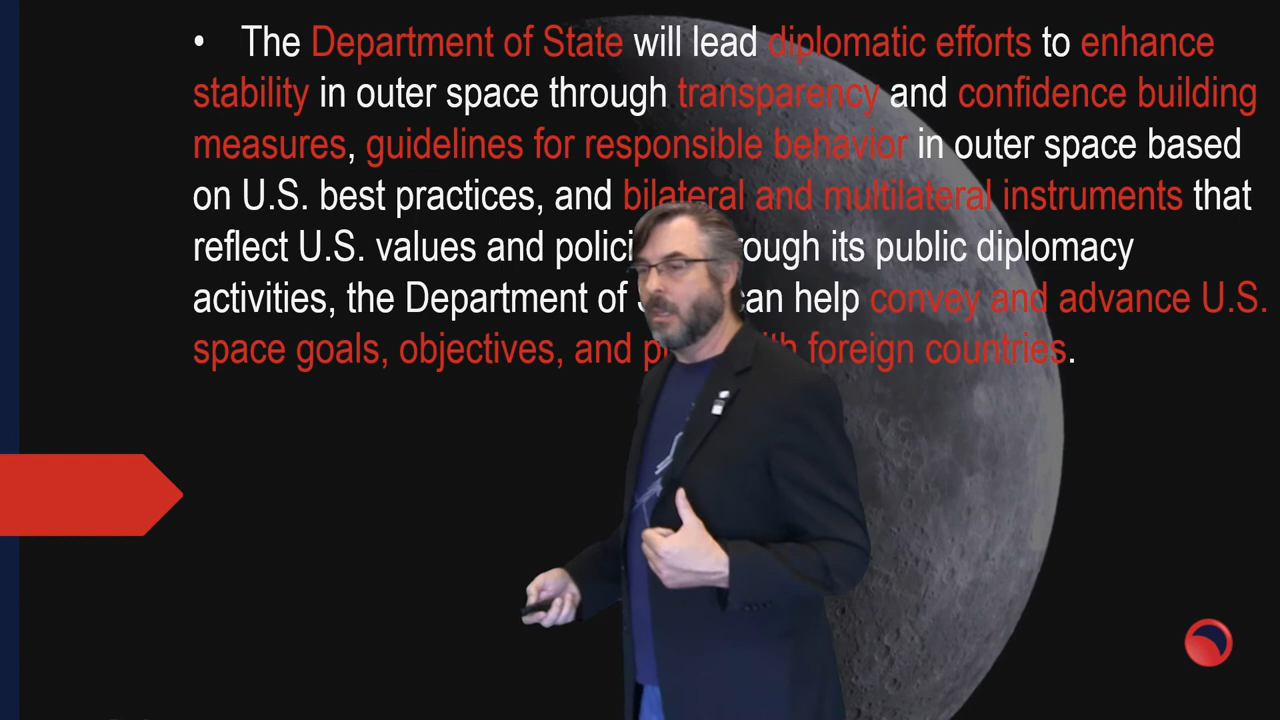 • The Department of State will lead diplomatic efforts to enhance
stability in outer space through transparency and confidence building
measures, guidelines for responsible behavior in outer space based
on U.S. best practices, and bilateral and multilateral instruments that
reflect U.S. values and rough its public diplomacy
activities, the Department of can help convey and advance U.S.
space goals, objectives, and foreign countries.